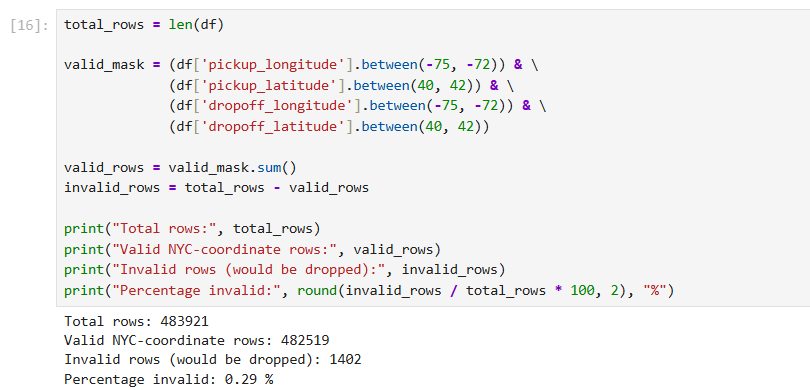 [16]:
total_rows = len(df)
valid_mask = (df['pickup_longitude'].between(-75, -72)) & \
(df['pickup_latitude'].between(40, 42)) & \
(df['dropoff_longitude'].between(-75, -72)) & \
(df['dropoff_latitude'].between(40, 42))
valid_rows = valid_mask.sum()
invalid_rows = total_rows - valid_rows
print("Total rows:", total_rows)
print("Valid NYC-coordinate rows:", valid_rows)
print("Invalid rows (would be dropped):", invalid_rows)
print("Percentage invalid:", round(invalid_rows / total_rows * 100, 2), "%")
Total rows: 483921
Valid NYC-coordinate rows: 482519
Invalid rows (would be dropped): 1402
Percentage invalid: 0.29 %